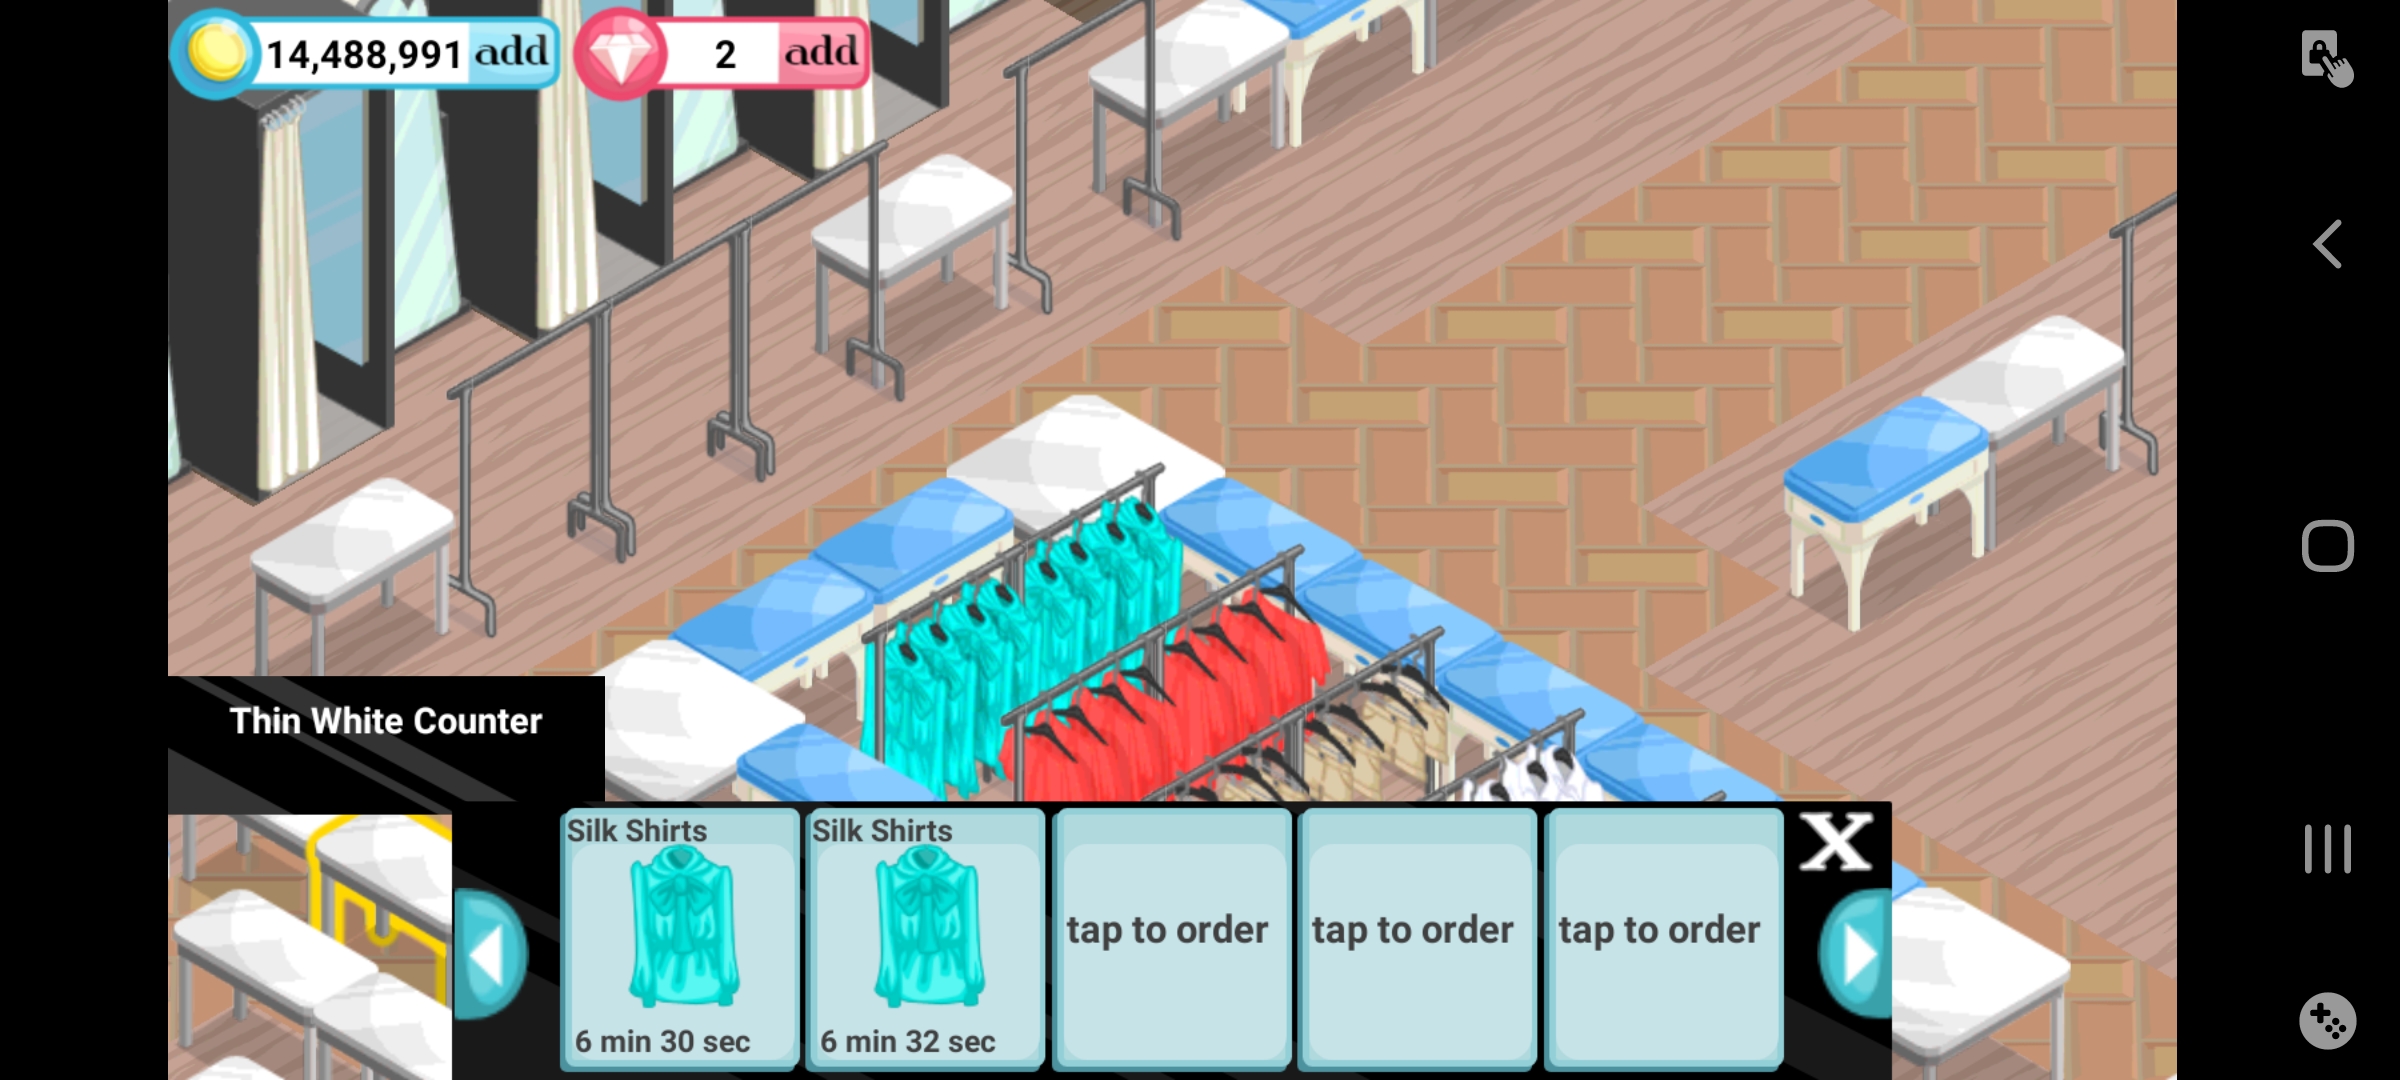 14,488,991 add
2 add
Thin White Counter
Silk Shirts
6 min 30 sec
Silk Shirts
6 min 32 sec
tap to order
tap to order
tap to order
X